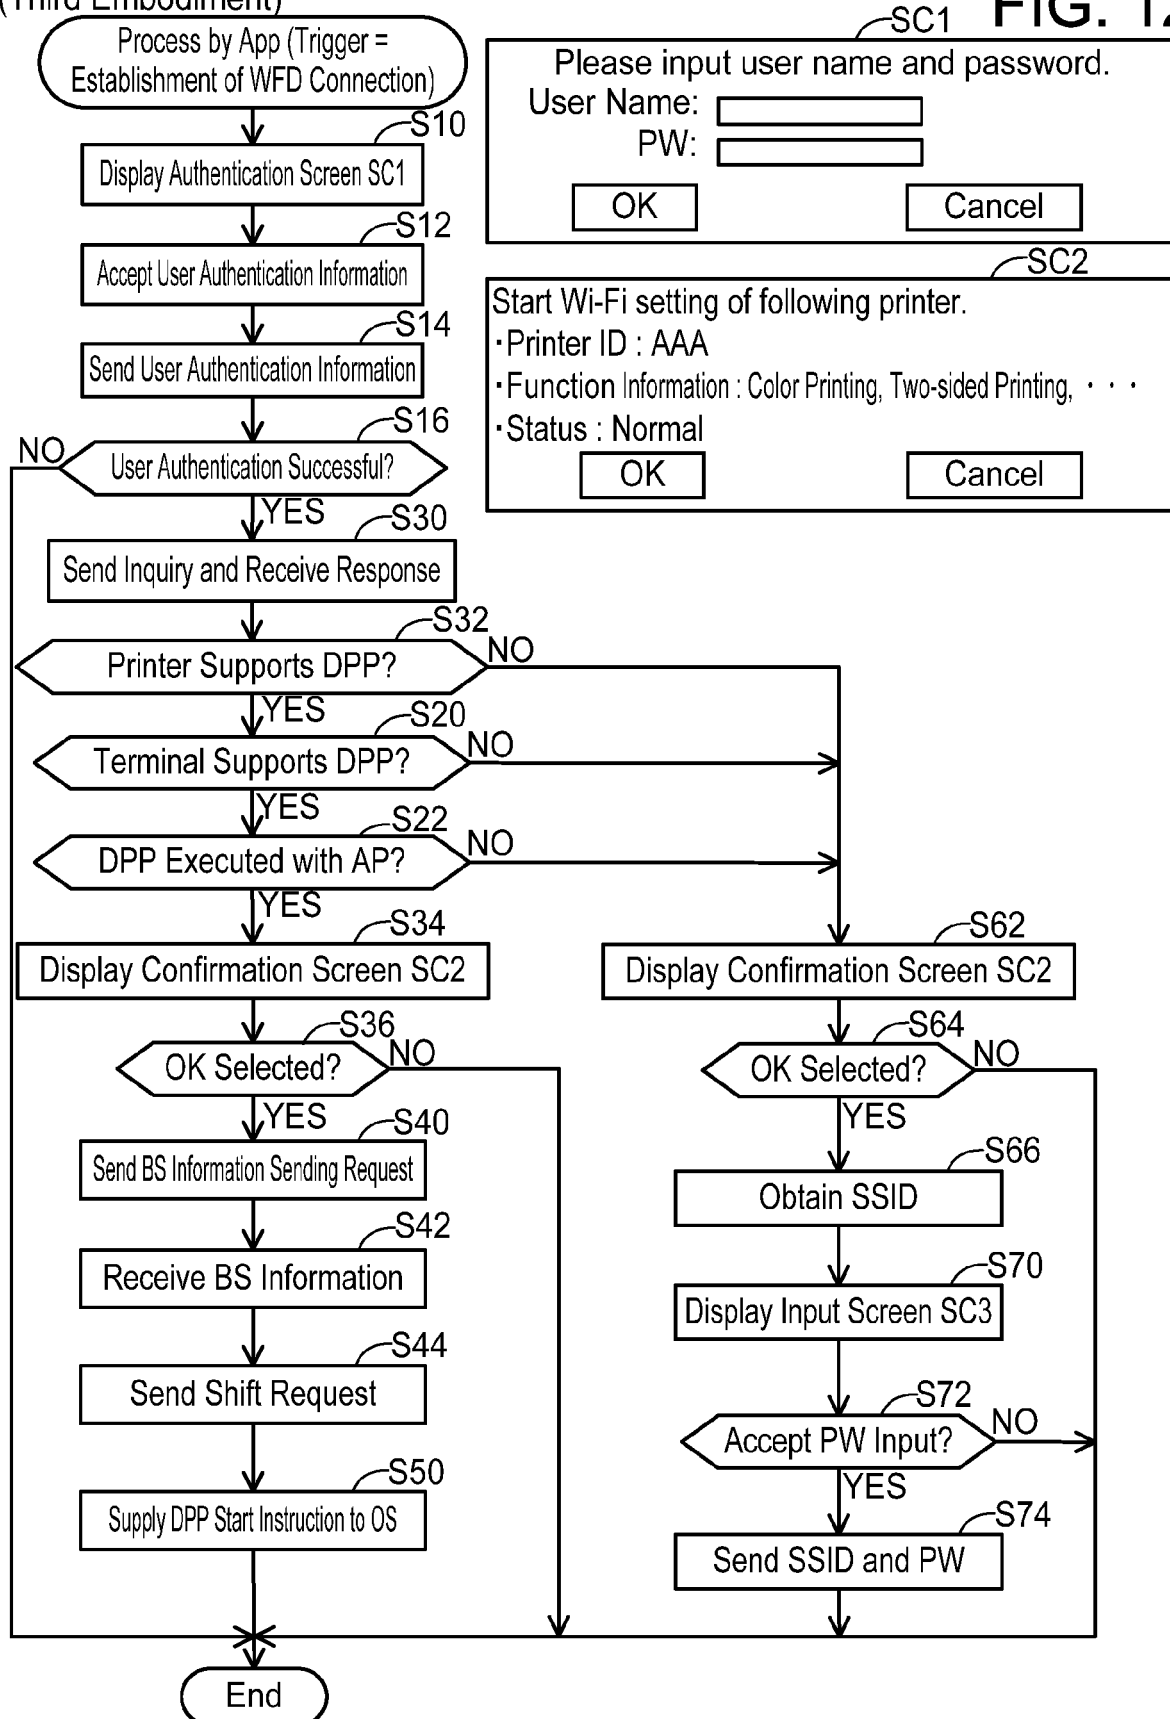 (Third Embodiment)
FIG. 12
Process by App (Trigger =
Establishment of WFD Connection)
S10
Display Authentication Screen SC1
S12
Accept User Authentication Information
S14
Send User Authentication Information
S16
User Authentication Successful?
NO
YES
S30
Send Inquiry and Receive Response
S32
Printer Supports DPP?
NO
YES
S20
Terminal Supports DPP?
NO
YES
S22
DPP Executed with AP?
NO
YES
S34
Display Confirmation Screen SC2
S36
OK Selected?
NO
YES
S40
Send BS Information Sending Request
S42
Receive BS Information
S44
Send Shift Request
S50
Supply DPP Start Instruction to OS
End
S62
Display Confirmation Screen SC2
S64
OK Selected?
NO
YES
S66
Obtain SSID
S70
Display Input Screen SC3
S72
Accept PW Input?
NO
YES
S74
Send SSID and PW
SC1
Please input user name and password.
User Name:
PW:
OK Cancel
SC2
Start Wi-Fi setting of following printer.
·Printer ID : AAA
·Function Information : Color Printing, Two-sided Printing, · · ·
·Status : Normal
OK Cancel